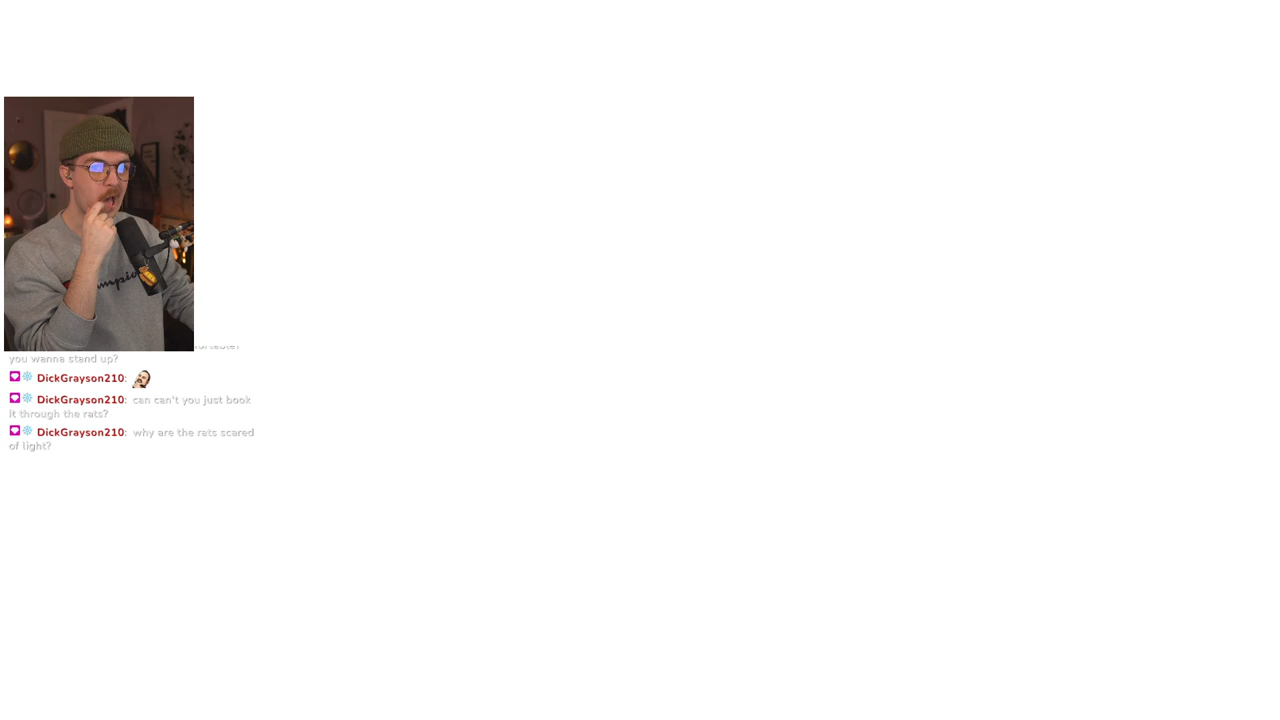 you wanna stand up?
DickGrayson210:
DickGrayson210: can can't you just book
it through the rats?
DickGrayson210: why are the rats scared
of light?